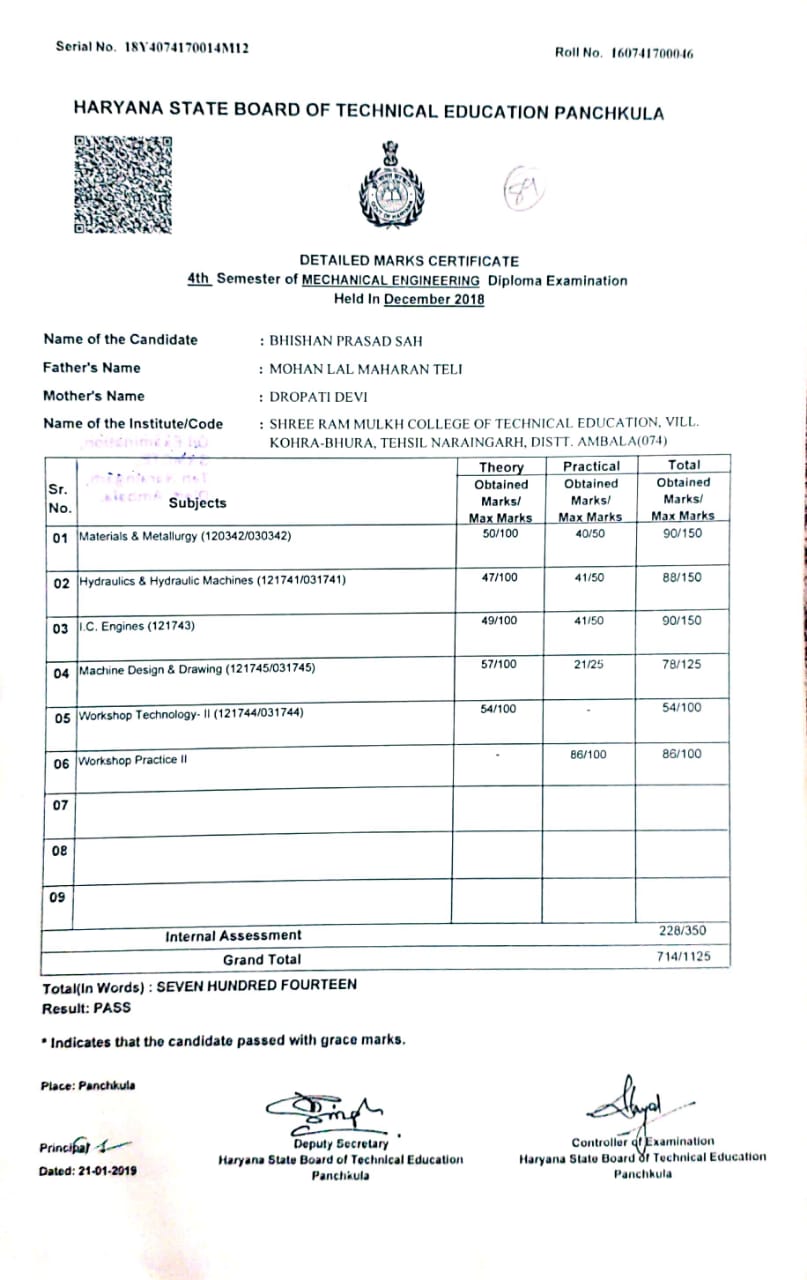 Serial No. 18Y4074170014M12
Roll No. 160741700046
HARYANA STATE BOARD OF TECHNICAL EDUCATION PANCHKULA
89
DETAILED MARKS CERTIFICATE
4th Semester of MECHANICAL ENGINEERING Diploma Examination
Held In December 2018
Name of the Candidate : BHISHAN PRASAD SAH
Father's Name : MOHAN LAL MAHARAN TELI
Mother's Name : DROPATI DEVI
Name of the Institute/Code : SHREE RAM MULKH COLLEGE OF TECHNICAL EDUCATION, VILL.
KOHRA-BHURA, TEHSIL NARAINGARH, DISTT. AMBALA(074)
Sr. No. Subjects Theory Obtained Marks/ Max Marks Practical Obtained Marks/ Max Marks Total Obtained Marks/ Max Marks
01 Materials & Metallurgy (120342/030342) 50/100 40/50 90/150
02 Hydraulics & Hydraulic Machines (121741/031741) 47/100 41/50 88/150
03 I.C. Engines (121743) 49/100 41/50 90/150
04 Machine Design & Drawing (121745/031745) 57/100 21/25 78/125
05 Workshop Technology- II (121744/031744) 54/100 - 54/100
06 Workshop Practice II - 86/100 86/100
07
08
09
Internal Assessment 228/350
Grand Total 714/1125
Total(In Words) : SEVEN HUNDRED FOURTEEN
Result: PASS
* Indicates that the candidate passed with grace marks.
Place: Panchkula
Principal
Dated: 21-01-2019
Deputy Secretary
Haryana State Board of Technical Education
Panchkula
Controller of Examination
Haryana State Board of Technical Education
Panchkula